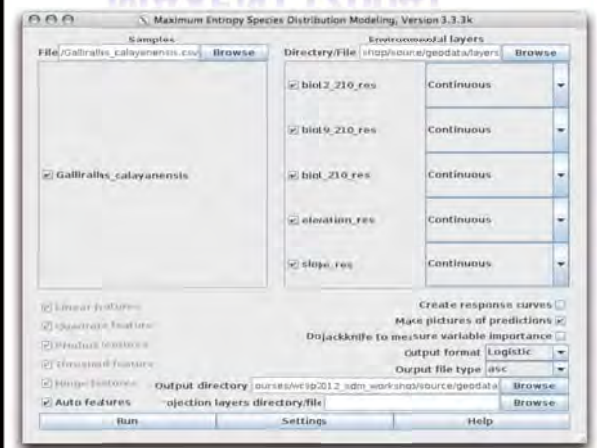 Maximum Entropy Species Distribution Modeling, Version 3.3.3k
Samples
Environmental layers
File /Gallirallus_calayanensis.csv Browse
Directory/File shop/source/geodata/layers Browse
bio12_210_res Continuous
bio19_210_res Continuous
Gallirallus_calayanensis
bio1_210_res Continuous
elevation_res Continuous
slope_res Continuous
Linear features
Quadratic features
Product features
Threshold features
Hinge features
Auto features
Create response curves
Make pictures of predictions
Do jackknife to measure variable importance
Output format Logistic
Output file type asc
Output directory ourses/wcsp2012_sdm_workshop/source/geodata Browse
ojection layers directory/file Browse
Run Settings Help